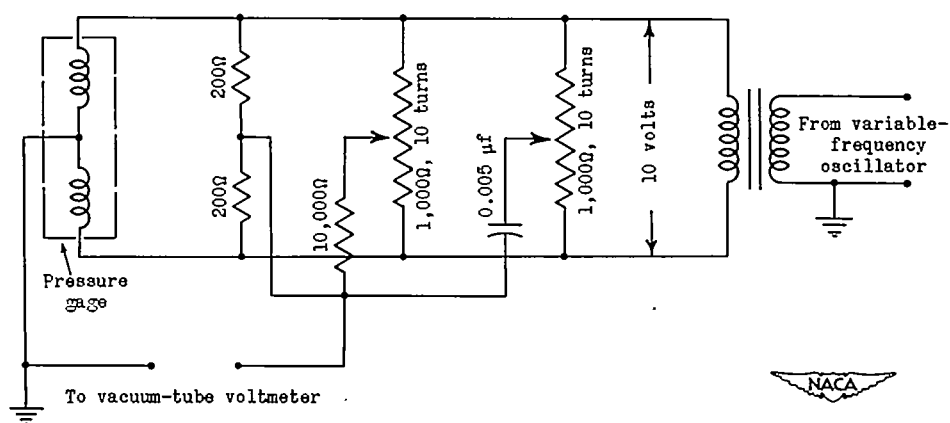 200Ω
200Ω
10,000Ω
1,000Ω, 10 turns
0.005 μf
1,000Ω, 10 turns
10 volts
From variable-
frequency
oscillator
Pressure
gage
To vacuum-tube voltmeter
NACA